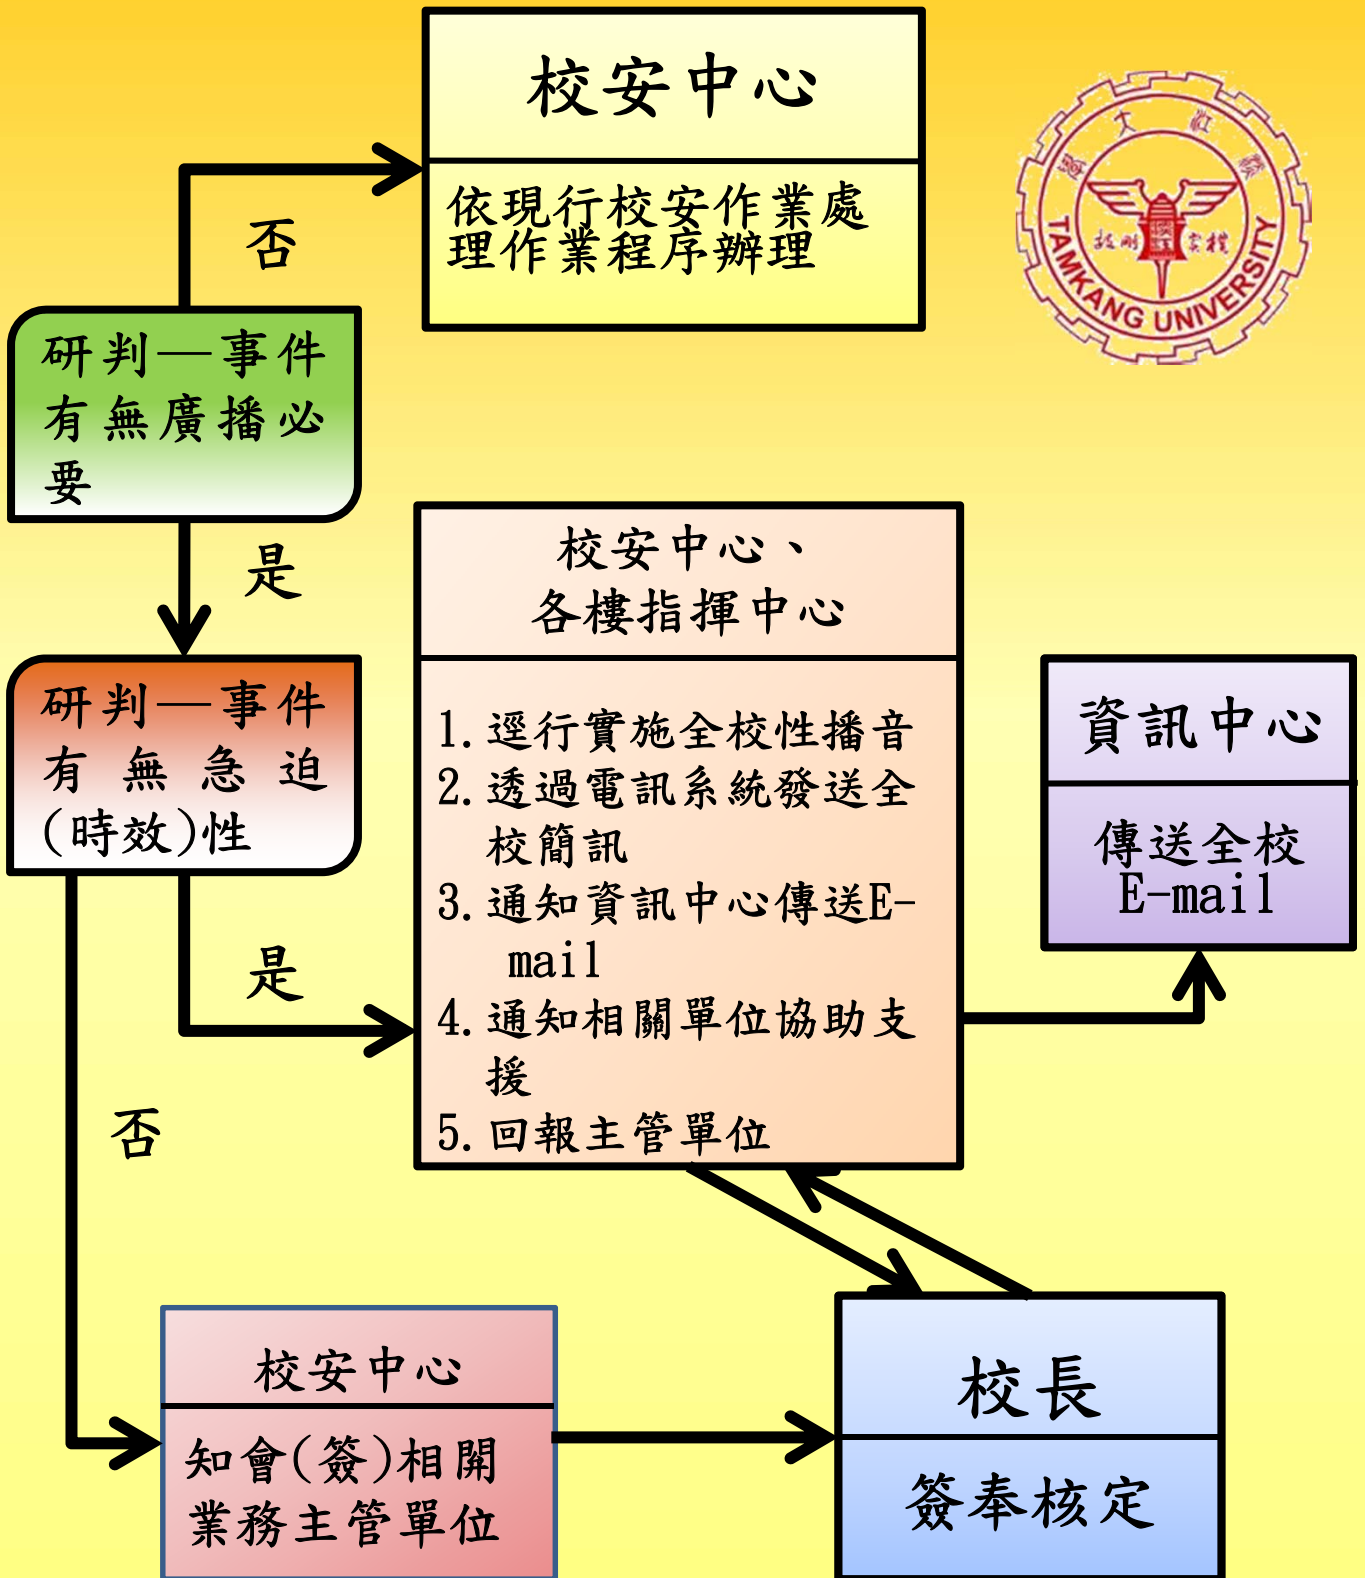 校安中心
依現行校安作業處
理作業程序辦理
TAMKANG UNIVERSITY
否
研判—事件
有無廣播必
要
是
研判—事件
有無急迫
(時效)性
是
否
校安中心、
各樓指揮中心
1.逕行實施全校性播音
2.透過電訊系統發送全
校簡訊
3.通知資訊中心傳送E-
mail
4.通知相關單位協助支
援
5.回報主管單位
資訊中心
傳送全校
E-mail
校安中心
知會(簽)相關
業務主管單位
校長
簽奉核定